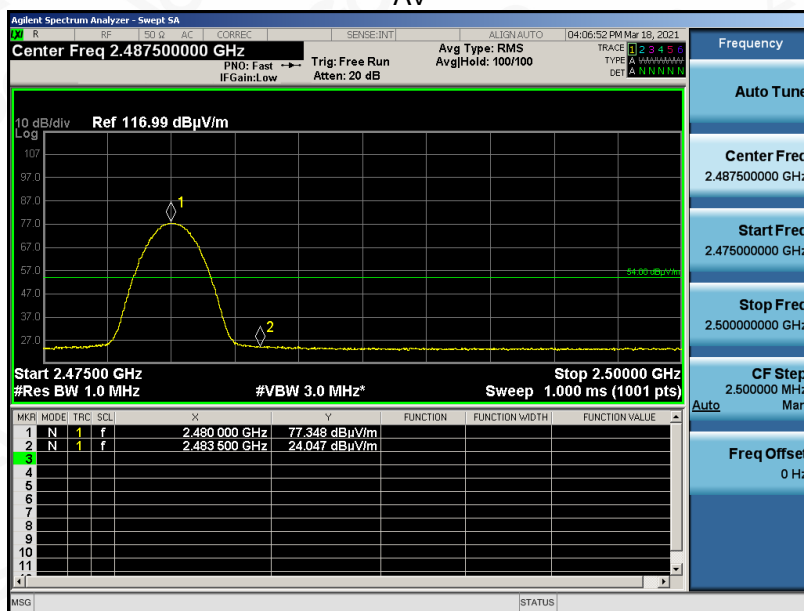 AV
Agilent Spectrum Analyzer - Swept SA
LXI R RF 50 Ω AC CORREC SENSE:INT ALIGNAUTO 04:06:52 PM Mar 18, 2021
Center Freq 2.487500000 GHz
PNO: Fast
IFGain:Low
Trig: Free Run
Atten: 20 dB
Avg Type: RMS
Avg|Hold: 100/100
TRACE 1 2 3 4 5 6
TYPE A WWWWW
DET A N N N N N
10 dB/div Ref 116.99 dBµV/m
Log
107
97.0
87.0
77.0
67.0
57.0
47.0
37.0
27.0
1
2
54.00 dBµV/m
Start 2.47500 GHz Stop 2.50000 GHz
#Res BW 1.0 MHz #VBW 3.0 MHz* Sweep 1.000 ms (1001 pts)
MKR MODE TRC SCL X Y FUNCTION FUNCTION WIDTH FUNCTION VALUE
1 N 1 f 2.480 000 GHz 77.348 dBµV/m
2 N 1 f 2.483 500 GHz 24.047 dBµV/m
3
4
5
6
7
8
9
10
11
MSG STATUS
Frequency
Auto Tune
Center Freq
2.487500000 GHz
Start Freq
2.475000000 GHz
Stop Freq
2.500000000 GHz
CF Step
2.500000 MHz
Auto Man
Freq Offset
0 Hz